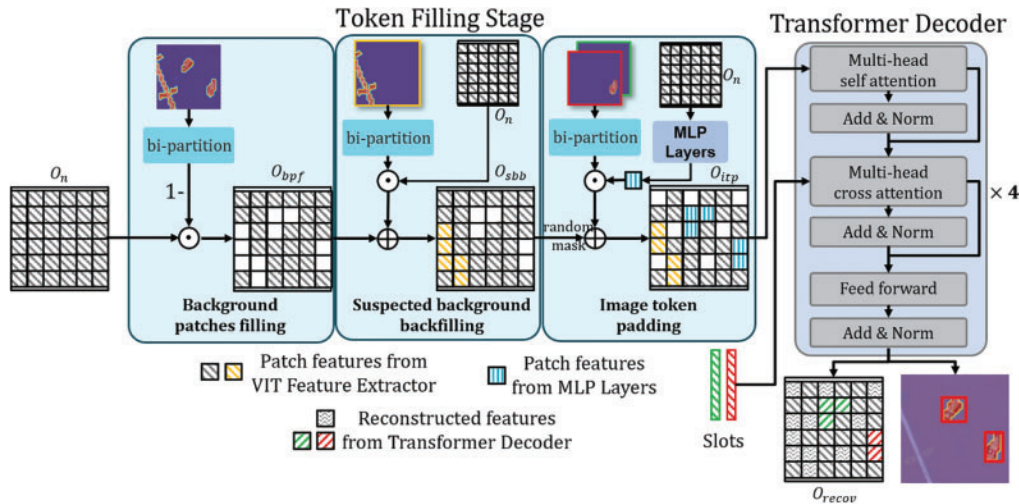 Token Filling Stage
Transformer Decoder
bi-partition
1-
O_n
O_bpf
Background
patches filling
O_n
bi-partition
O_sbb
Suspected background
backfilling
O_n
bi-partition
MLP
Layers
O_itp
random
mask
Image token
padding
Multi-head
self attention
Add & Norm
Multi-head
cross attention
Add & Norm
Feed forward
Add & Norm
× 4
Patch features from
VIT Feature Extractor
Patch features
from MLP Layers
Reconstructed features
from Transformer Decoder
Slots
O_recov